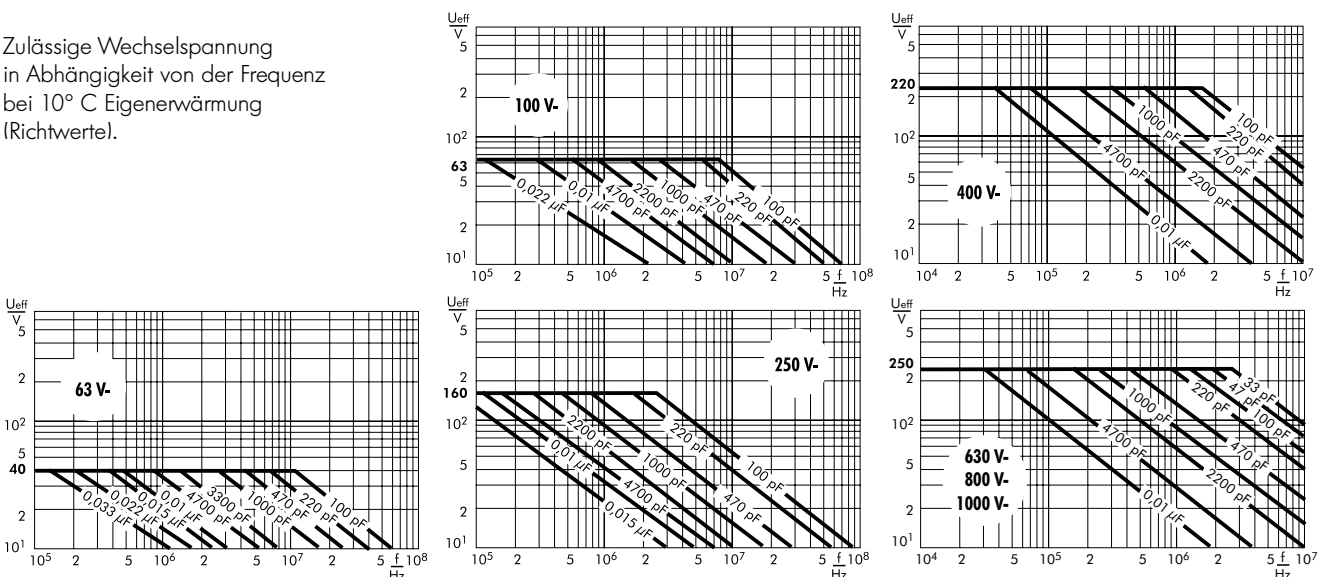 Zulässige Wechselspannung
in Abhängigkeit von der Frequenz
bei 10° C Eigenerwärmung
(Richtwerte).
Ueff
V
5
2
10²
63
5
2
10¹
100 V-
0,022 µF
0,01 µF
4700 pF
2200 pF
1000 pF
470 pF
220 pF
100 pF
10⁵ 2 5 10⁶ 2 5 10⁷ 2 5 f 10⁸
Hz
Ueff
V
5
220
2
10²
5
2
10¹
400 V-
0,01 µF
4700 pF
2200 pF
1000 pF
470 pF
220 pF
100 pF
10⁴ 2 5 10⁵ 2 5 10⁶ 2 5 f 10⁷
Hz
Ueff
V
5
2
10²
5
40
2
10¹
63 V-
0,033 µF
0,022 µF
0,015 µF
0,01 µF
4700 pF
3300 pF
1000 pF
470 pF
220 pF
100 pF
10⁵ 2 5 10⁶ 2 5 10⁷ 2 5 f 10⁸
Hz
Ueff
V
5
2
160
10²
5
2
10¹
250 V-
0,015 µF
4700 pF
0,01 µF
2200 pF
1000 pF
470 pF
220 pF
100 pF
10⁵ 2 5 10⁶ 2 5 10⁷ 2 5 f 10⁸
Hz
Ueff
V
5
250
2
10²
5
2
10¹
630 V-
800 V-
1000 V-
0,01 µF
4700 pF
2200 pF
1000 pF
470 pF
220 pF
100 pF
47 pF
33 pF
10⁴ 2 5 10⁵ 2 5 10⁶ 2 5 f 10⁷
Hz